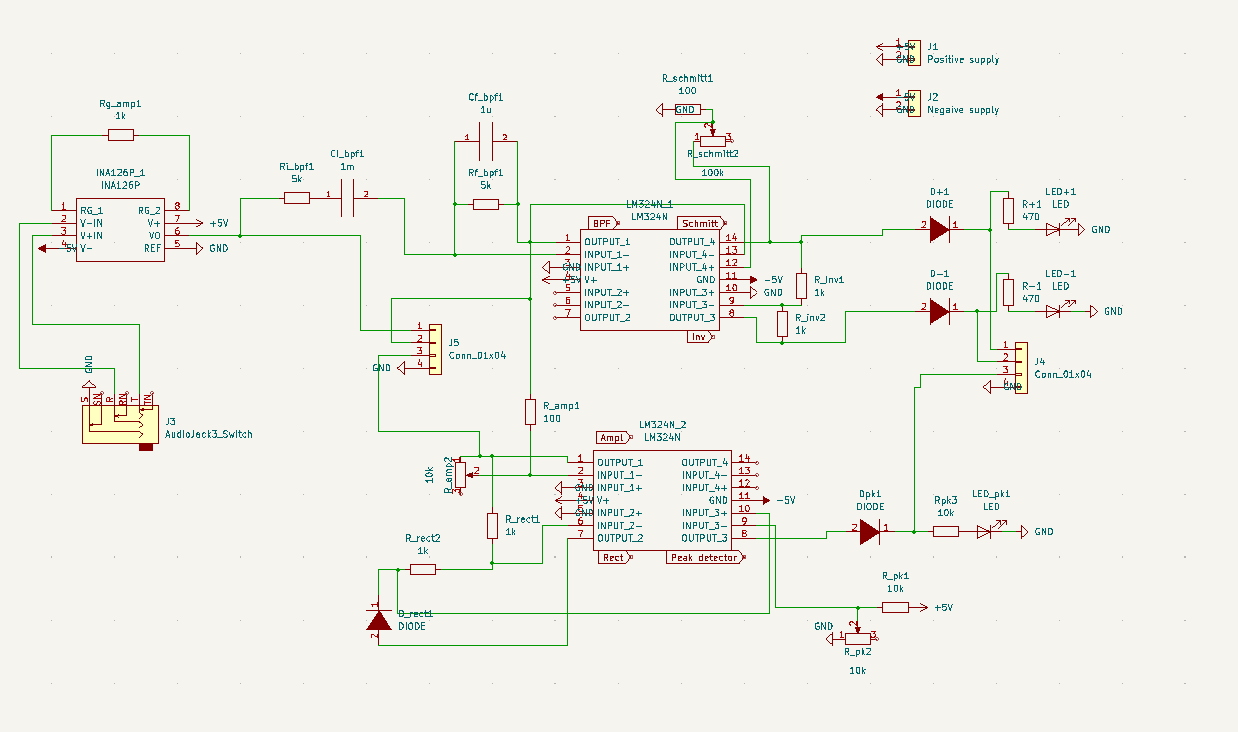 Rg_amp1
1k
INA126P_1
INA126P
1 RG_1
2 V-IN
3 V+IN
4 V-
RG_2 8
V+ 7
VO 6
REF 5
+5V
GND
Ri_bpf1
5k
Ci_bpf1
1m
1 2
Cf_bpf1
1u
1 2
Rf_bpf1
5k
R_schmitt1
100
GND
1 2 3
R_schmitt2
100k
5V
GND
1
2
J1
Positive supply
1
2
GND
J2
Negaive supply
LM324N_1
LM324N
BPF
Schmitt
1 OUTPUT_1
2 INPUT_1-
3 INPUT_1+
4 V+
5 INPUT_2+
6 INPUT_2-
7 OUTPUT_2
OUTPUT_4 14
INPUT_4- 13
INPUT_4+ 12
GND 11
INPUT_3+ 10
INPUT_3- 9
OUTPUT_3 8
GND
+5V
-5V
GND
Inv
R_inv1
1k
R_inv2
1k
D+1
DIODE
2 1
R+1
470
LED+1
LED
GND
D-1
DIODE
2 1
R-1
470
LED-1
LED
GND
1
2
3
4
GND
J4
Conn_01x04
1
2
3
4
GND
J5
Conn_01x04
GND
S SN R RN T TN
J3
AudioJack3_Switch
R_amp1
100
10k
R_amp2
1 2 3
LM324N_2
LM324N
Ampl
1 OUTPUT_1
2 INPUT_1-
3 INPUT_1+
4 V+
5 INPUT_2+
6 INPUT_2-
7 OUTPUT_2
OUTPUT_4 14
INPUT_4- 13
INPUT_4+ 12
GND 11
INPUT_3+ 10
INPUT_3- 9
OUTPUT_3 8
GND
+5V
GND
-5V
Rect
Peak detector
R_rect1
1k
R_rect2
1k
D_rect1
DIODE
1
2
Dpk1
DIODE
2 1
Rpk3
10k
LED_pk1
LED
GND
R_pk1
10k
+5V
GND
1 2 3
R_pk2
10k